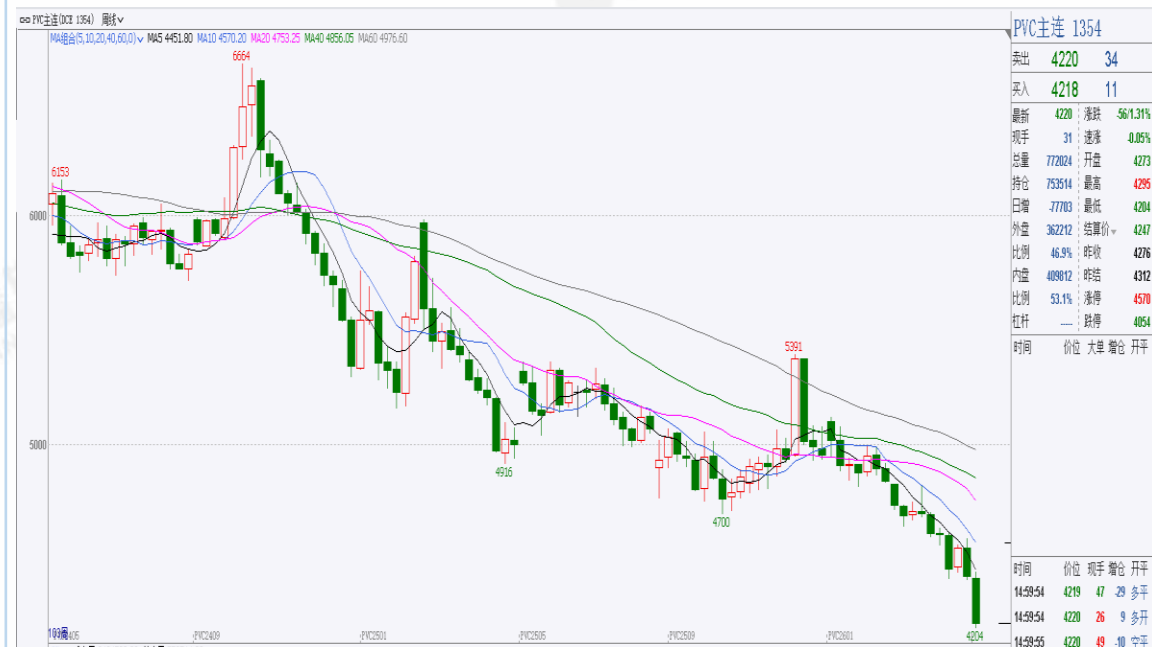 PVC主连(DCE 1354) 周线
MA组合(5,10,20,40,60,0) MA5 4451.80 MA10 4570.20 MA20 4753.25 MA40 4856.05 MA60 4976.60
6664
6153
6000
5391
5000
4916
4700
4204
103周
PVC2409
PVC2501
PVC2505
PVC2509
PVC2601
PVC主连 1354
卖出 4220 34
买入 4218 11
最新 4220 涨跌 -56/1.31%
现手 31 速涨 -0.05%
总量 772024 开盘 4273
持仓 753514 最高 4295
日增 -77703 最低 4204
外盘 362212 结算价 4247
比例 46.9% 昨收 4276
内盘 409812 昨结 4312
比例 53.1% 涨停 4570
杠杆 ---- 跌停 4054
时间 价位 大单 增仓 开平
时间 价位 现手 增仓 开平
14:59:54 4219 47 -29 多平
14:59:54 4220 26 9 多开
14:59:55 4220 49 -10 空平